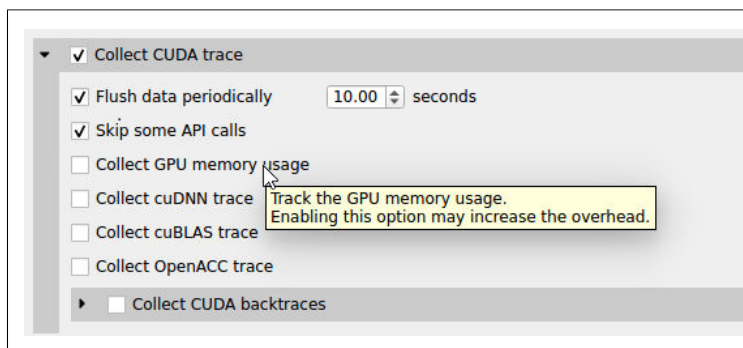 Collect CUDA trace
Flush data periodically 10.00 seconds
Skip some API calls
Collect GPU memory usage
Collect cuDNN trace
Track the GPU memory usage.
Enabling this option may increase the overhead.
Collect cuBLAS trace
Collect OpenACC trace
Collect CUDA backtraces